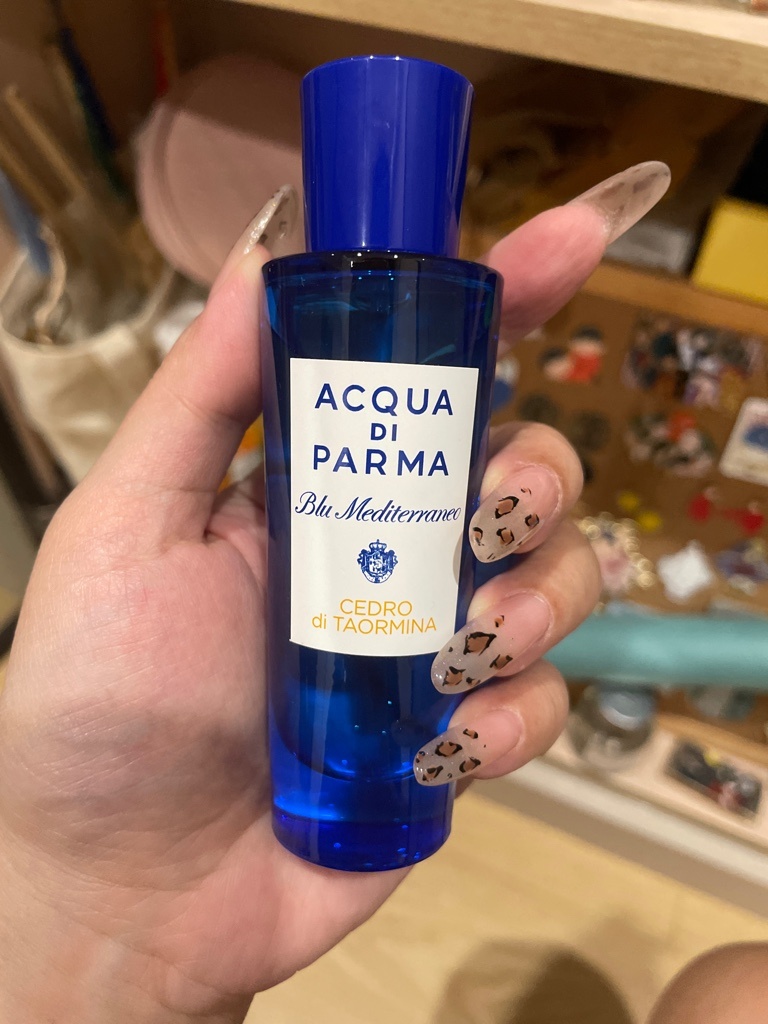 ACQUA
DI
PARMA
Blu Mediterraneo
CEDRO
di TAORMINA